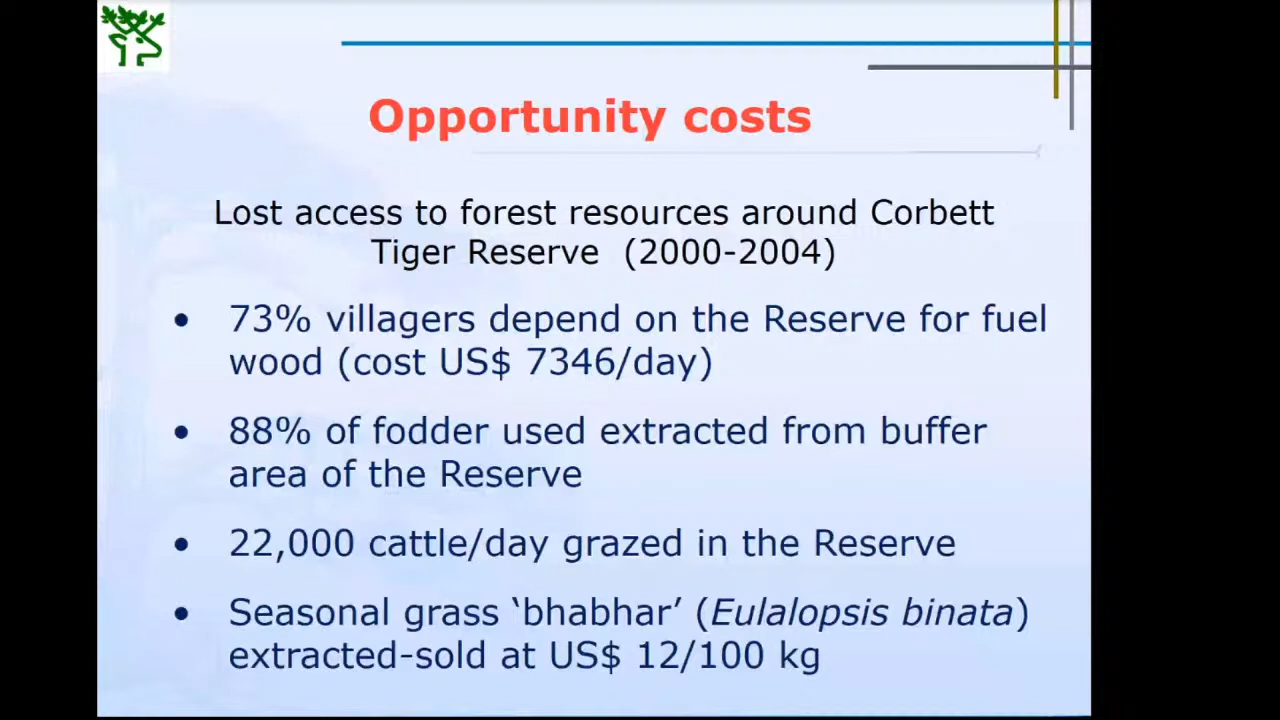 Opportunity costs
Lost access to forest resources around Corbett
Tiger Reserve (2000-2004)
• 73% villagers depend on the Reserve for fuel
wood (cost US$ 7346/day)
• 88% of fodder used extracted from buffer
area of the Reserve
• 22,000 cattle/day grazed in the Reserve
• Seasonal grass ‘bhabhar’ (Eulalopsis binata)
extracted-sold at US$ 12/100 kg